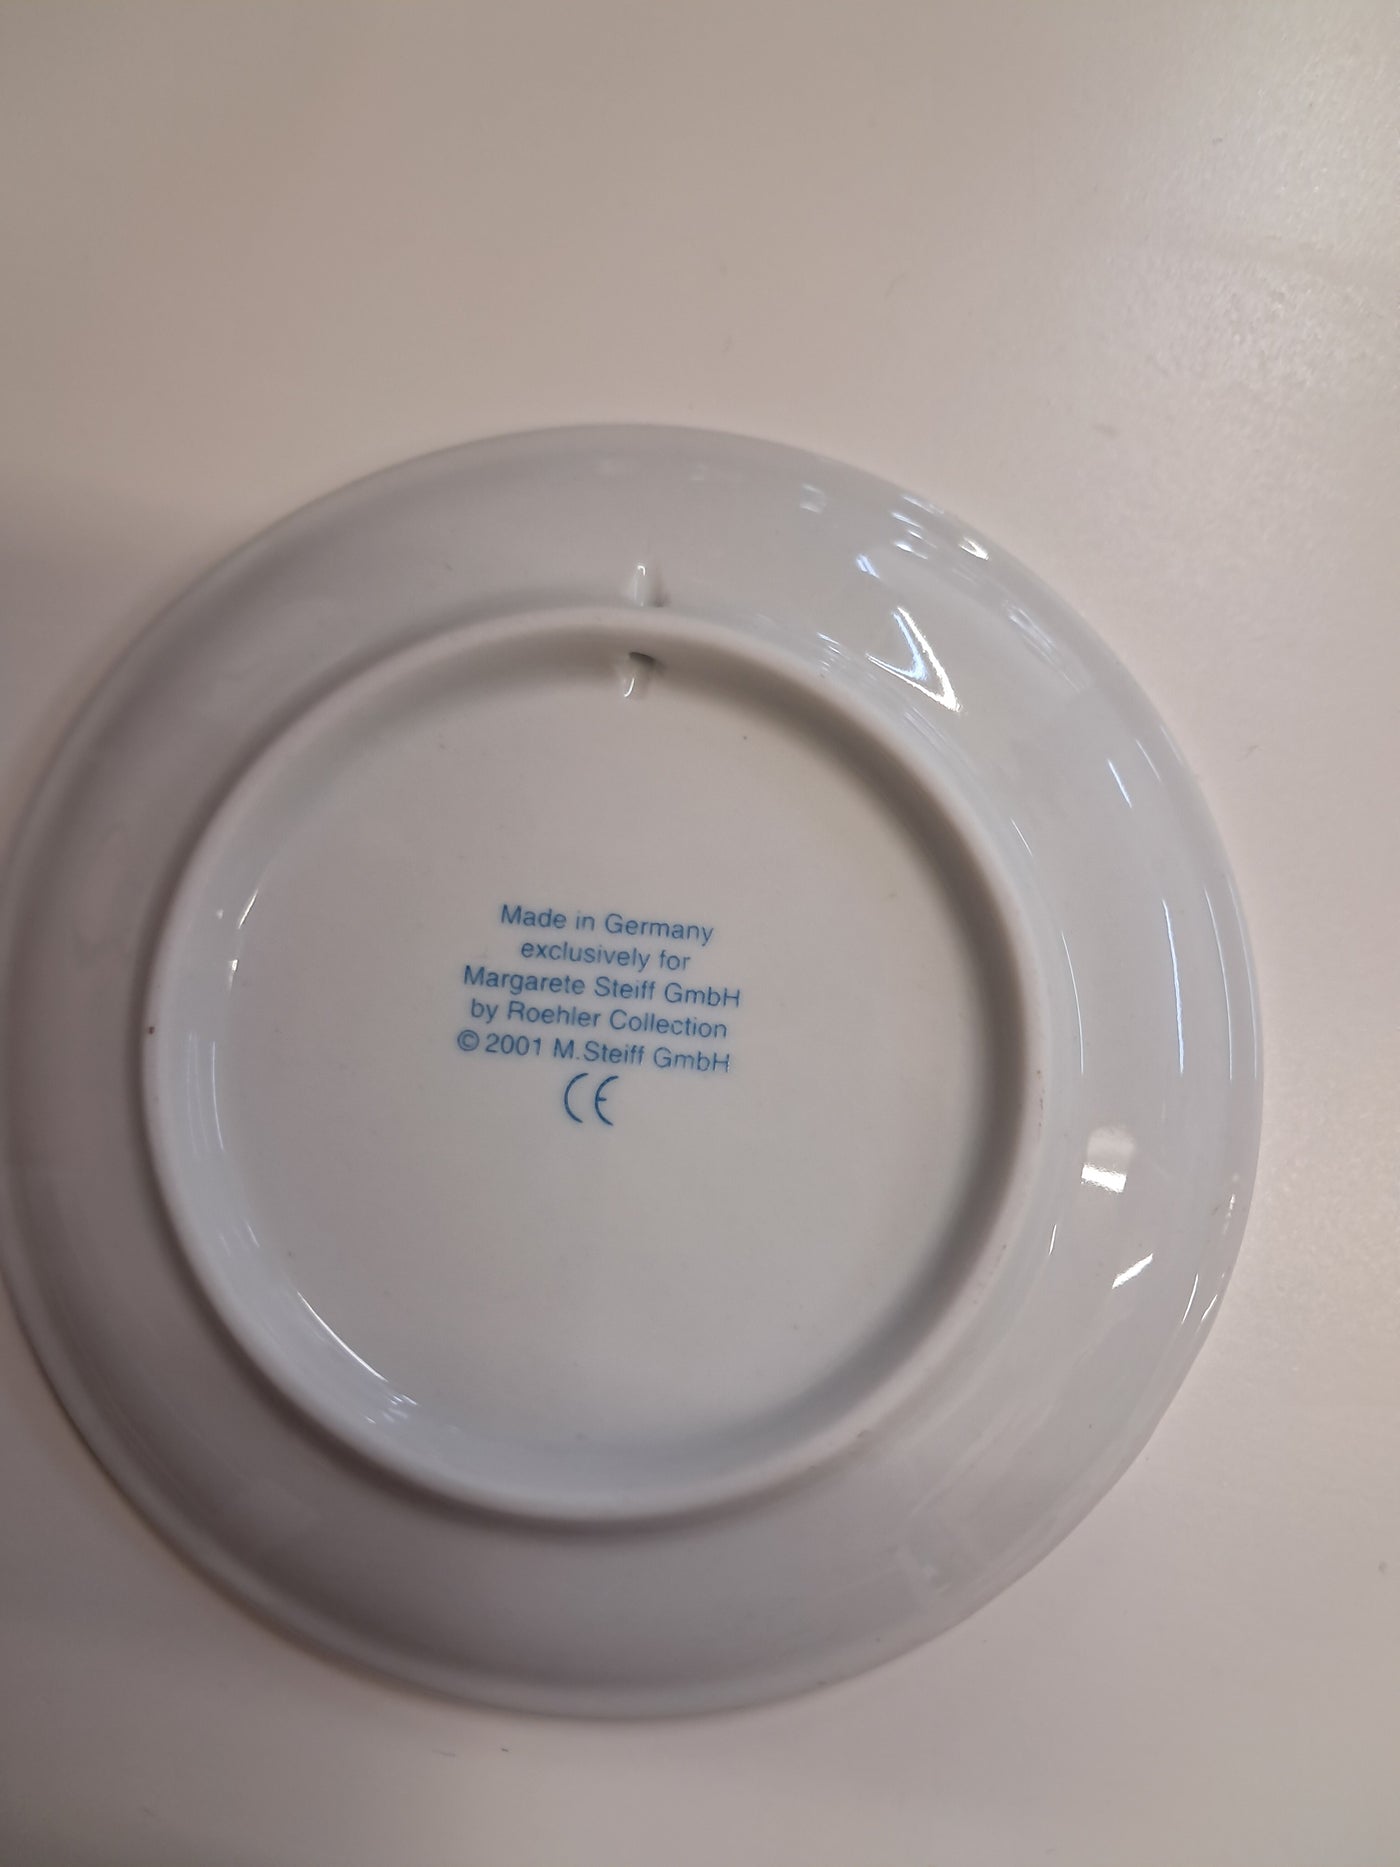 Made in Germany
exclusively for
Margarete Steiff GmbH
by Roehler Collection
© 2001 M.Steiff GmbH
CE